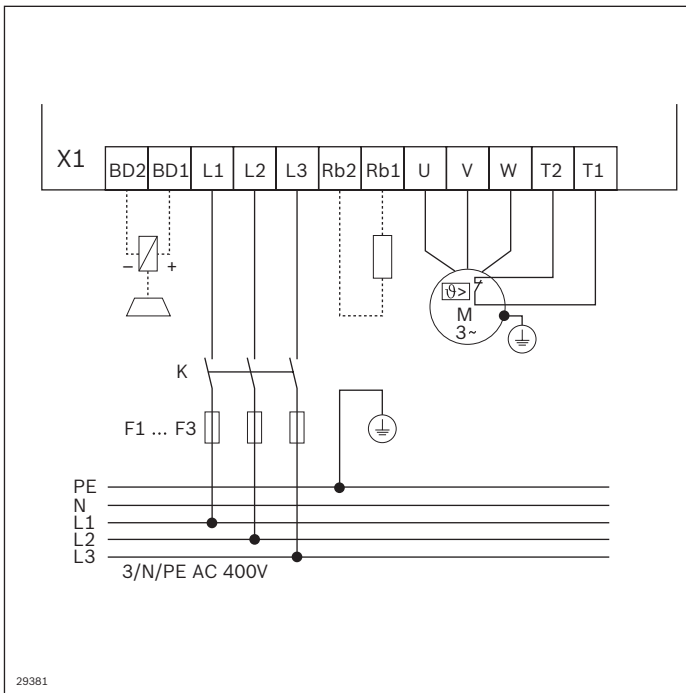 X1
BD2 BD1 L1 L2 L3 Rb2 Rb1 U V W T2 T1
− +
ϑ>
M
3~
K
F1 ... F3
PE
N
L1
L2
L3
3/N/PE AC 400V
29381